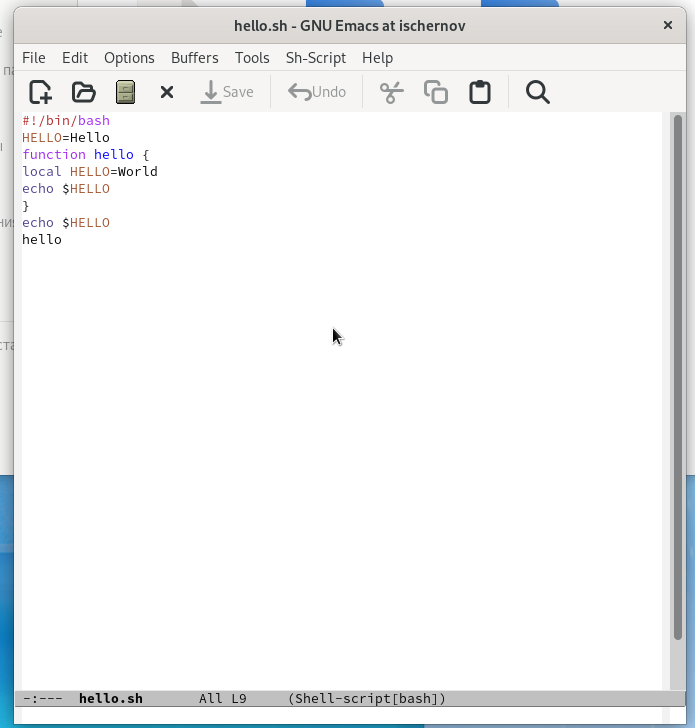 hello.sh - GNU Emacs at ischernov
File Edit Options Buffers Tools Sh-Script Help
Save Undo
#!/bin/bash
HELLO=Hello
function hello {
local HELLO=World
echo $HELLO
}
echo $HELLO
hello
-:--- hello.sh All L9 (Shell-script[bash])